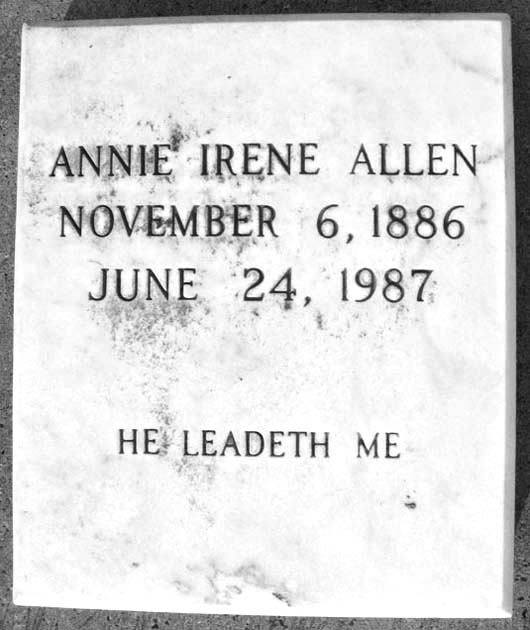 ANNIE IRENE ALLEN
NOVEMBER 6, 1886
JUNE 24, 1987
HE LEADETH ME